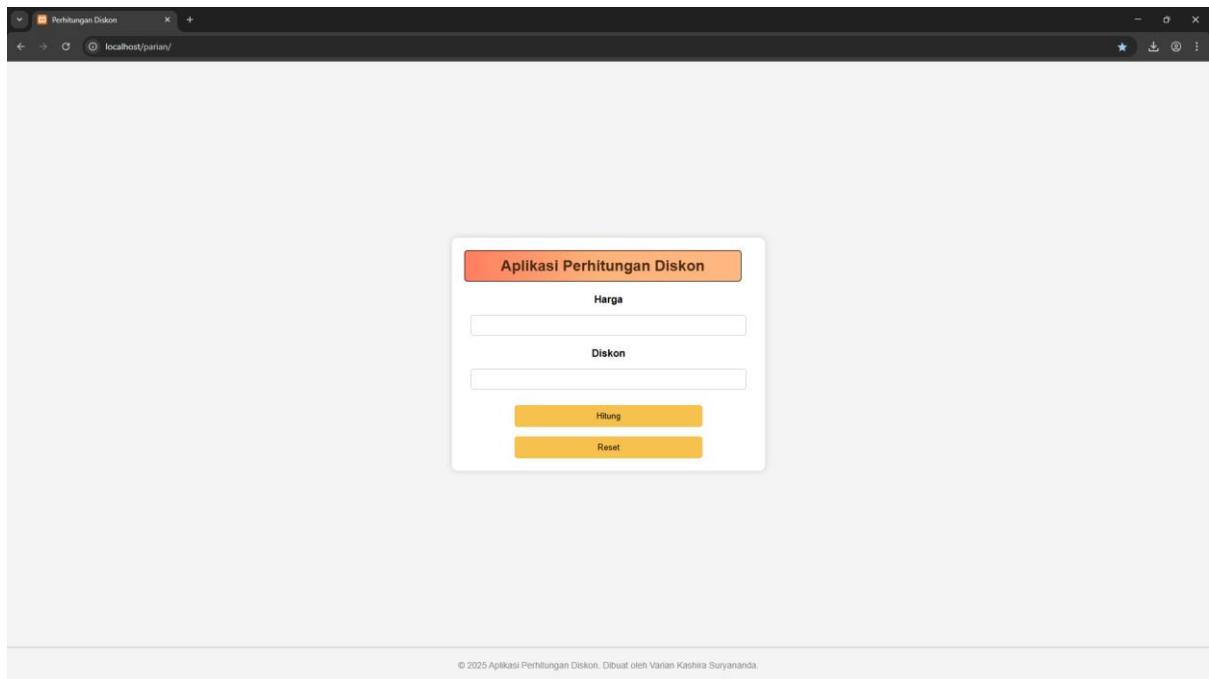 Perhitungan Diskon
localhost/parian/
Aplikasi Perhitungan Diskon
Harga
Diskon
Hitung
Reset
© 2025 Aplikasi Perhitungan Diskon. Dibuat oleh Varian Kashira Suryananda.